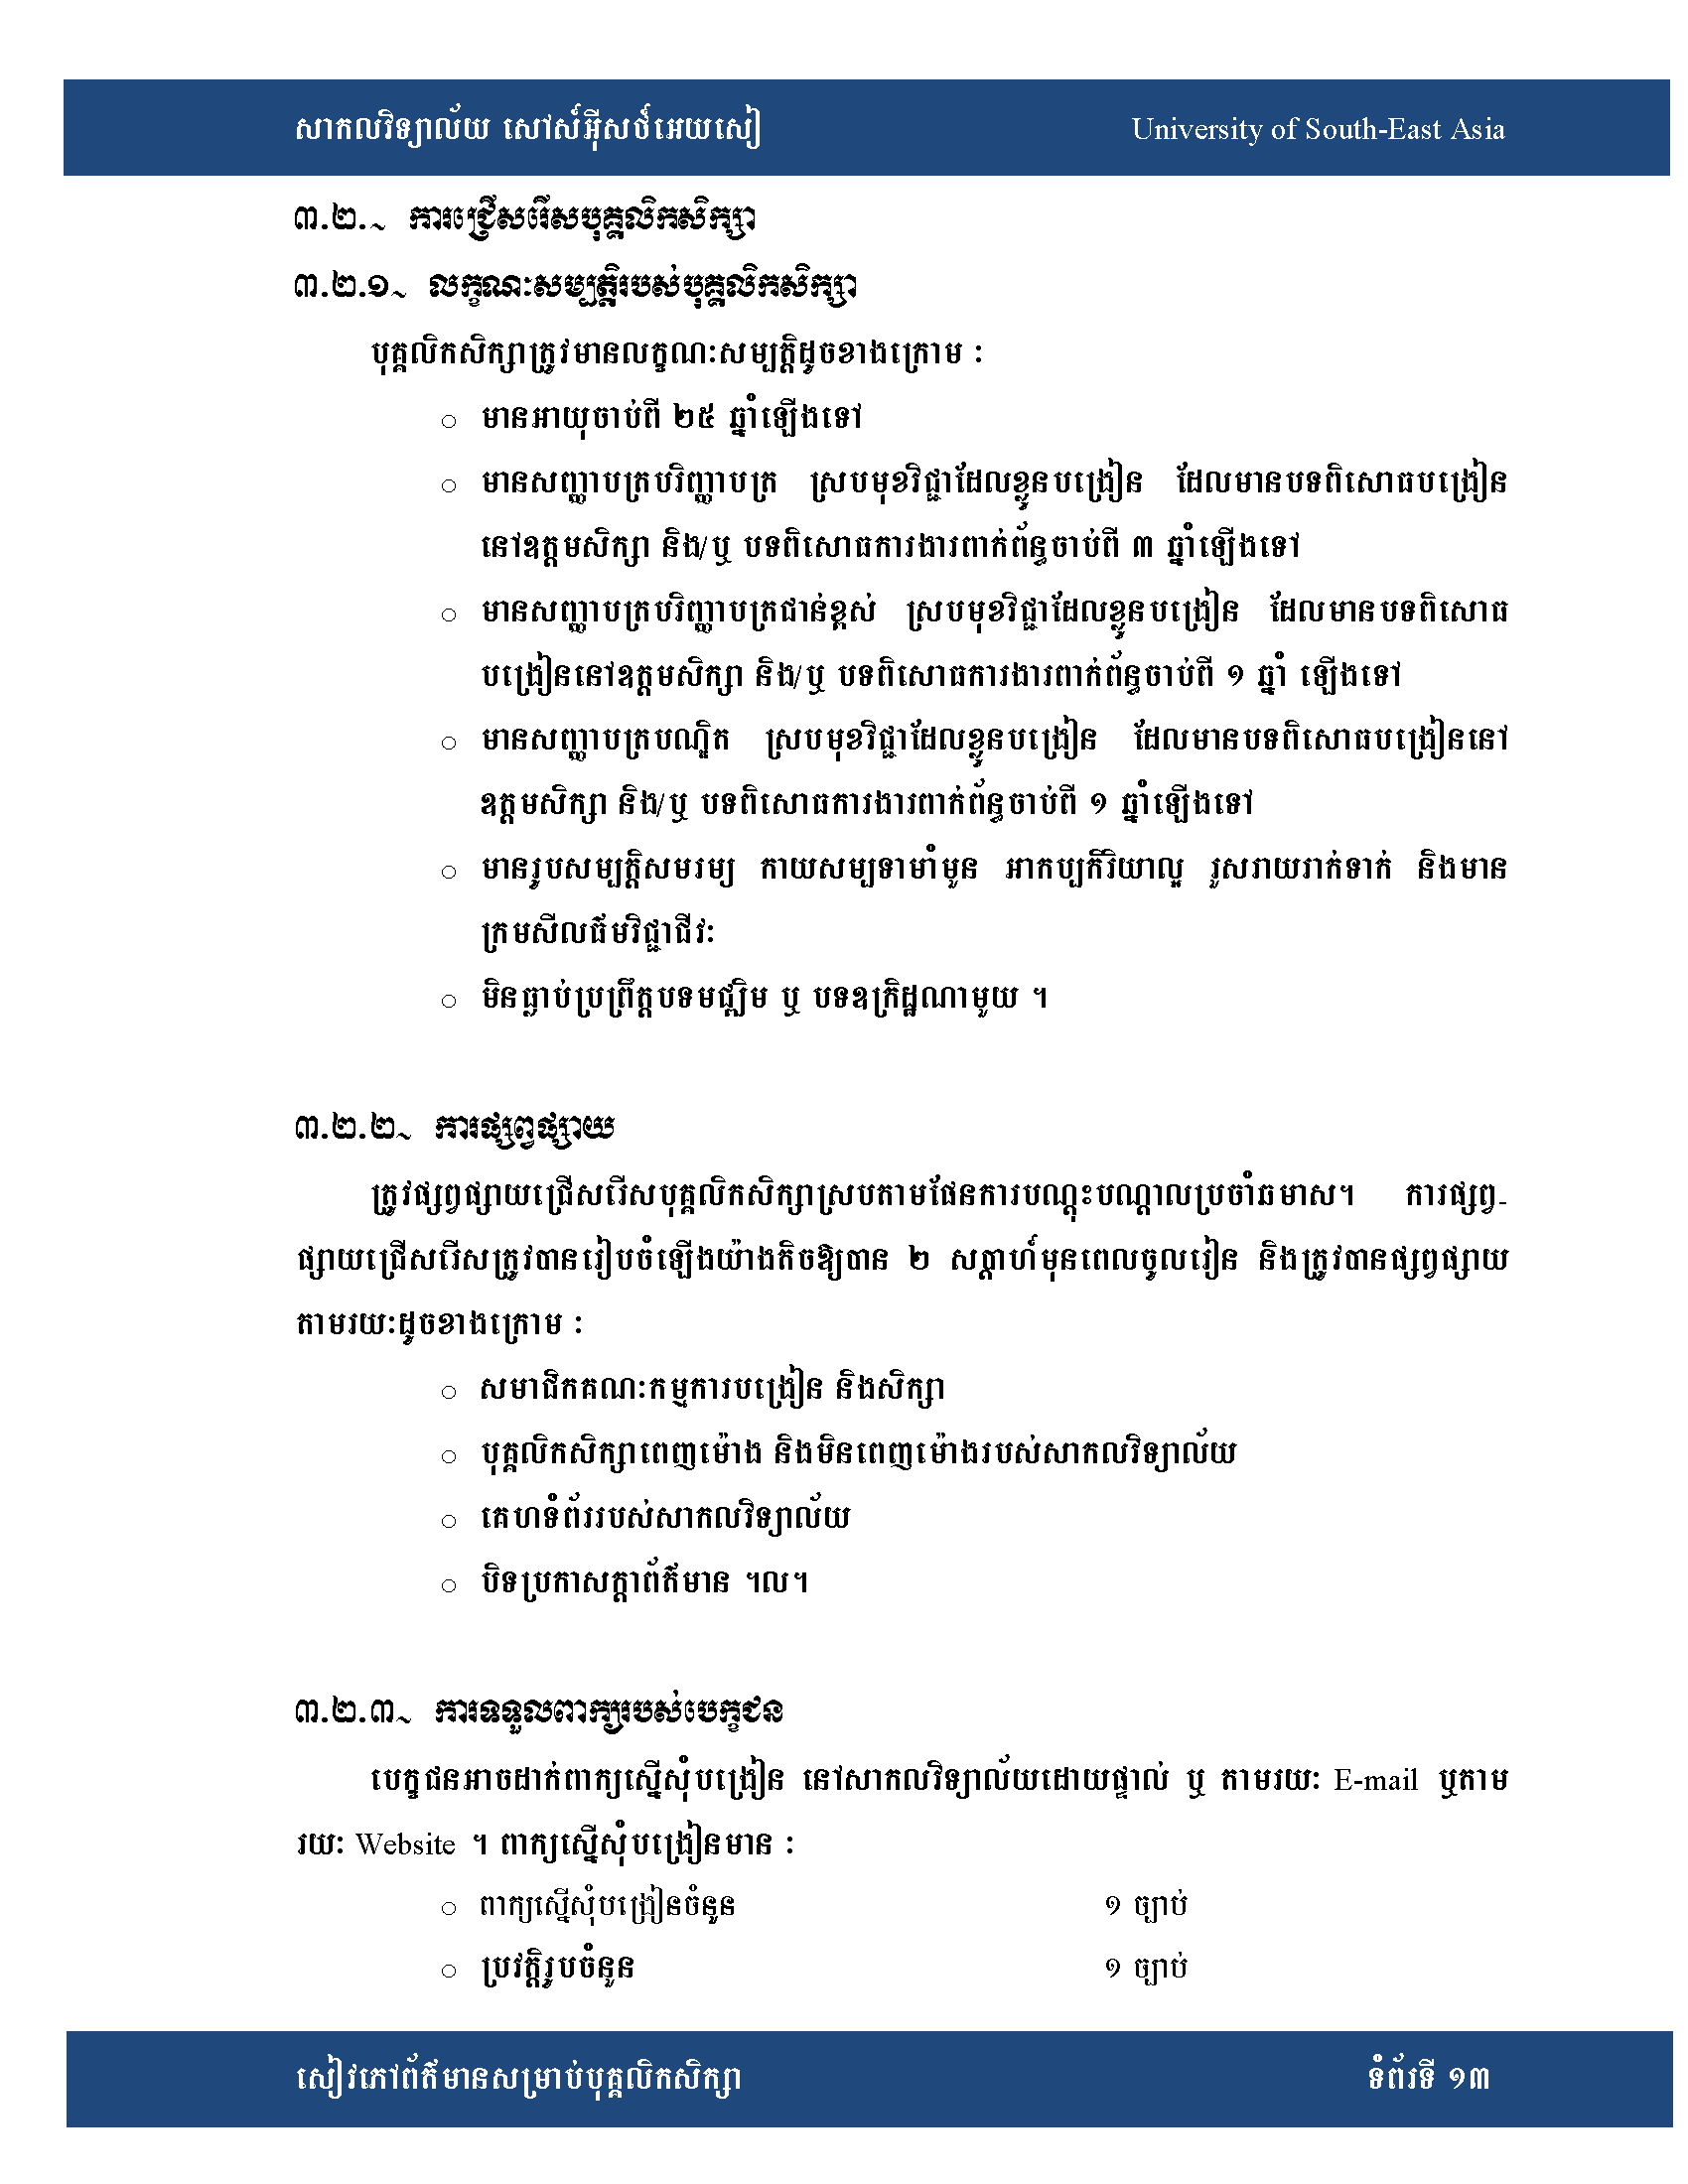 សាកលវិទ្យាល័យ សៅស៍អ៊ីសថ៍អេយសៀ University of South-East Asia
៣.២.~ ការជ្រើសរើសបុគ្គលិកសិក្សា
៣.២.១~ លក្ខណៈសម្បត្តិរបស់បុគ្គលិកសិក្សា
បុគ្គលិកសិក្សាត្រូវមានលក្ខណៈសម្បត្តិដូចខាងក្រោម ៈ
○ មានអាយុចាប់ពី ២៥ ឆ្នាំឡើងទៅ
○ មានសញ្ញាបត្របរិញ្ញាបត្រ ស្របមុខវិជ្ជាដែលខ្លួនបង្រៀន ដែលមានបទពិសោធបង្រៀន
នៅឧត្តមសិក្សា និង/ឬ បទពិសោធការងារពាក់ព័ន្ធចាប់ពី ៣ ឆ្នាំឡើងទៅ
○ មានសញ្ញាបត្របរិញ្ញាបត្រជាន់ខ្ពស់ ស្របមុខវិជ្ជាដែលខ្លួនបង្រៀន ដែលមានបទពិសោធ
បង្រៀននៅឧត្តមសិក្សា និង/ឬ បទពិសោធការងារពាក់ព័ន្ធចាប់ពី ១ ឆ្នាំ ឡើងទៅ
○ មានសញ្ញាបត្របណ្ឌិត ស្របមុខវិជ្ជាដែលខ្លួនបង្រៀន ដែលមានបទពិសោធបង្រៀននៅ
ឧត្តមសិក្សា និង/ឬ បទពិសោធការងារពាក់ព័ន្ធចាប់ពី ១ ឆ្នាំឡើងទៅ
○ មានរូបសម្បត្តិសមរម្យ កាយសម្បទាមាំមួន អាកប្បកិរិយាល្អ រួសរាយរាក់ទាក់ និងមាន
ក្រមសីលធ៌មវិជ្ជាជីវៈ
○ មិនធ្លាប់ប្រព្រឹត្តបទមជ្ឈិម ឬ បទឧក្រិដ្ឋណាមួយ ។
៣.២.២~ ការផ្សព្វផ្សាយ
ត្រូវផ្សព្វផ្សាយជ្រើសរើសបុគ្គលិកសិក្សាស្របតាមផែនការបណ្តុះបណ្តាលប្រចាំឆមាស។ ការផ្សព្វ-
ផ្សាយជ្រើសរើសត្រូវបានរៀបចំឡើងយ៉ាងតិចឱ្យបាន ២ សប្តាហ៍មុនពេលចូលរៀន និងត្រូវបានផ្សព្វផ្សាយ
តាមរយៈដូចខាងក្រោម ៈ
○ សមាជិកគណៈកម្មការបង្រៀន និងសិក្សា
○ បុគ្គលិកសិក្សាពេញម៉ោង និងមិនពេញម៉ោងរបស់សាកលវិទ្យាល័យ
○ គេហទំព័ររបស់សាកលវិទ្យាល័យ
○ បិទប្រកាសក្តាព័ត៌មាន ។ល។
៣.២.៣~ ការទទួលពាក្យរបស់បេក្ខជន
បេក្ខជនអាចដាក់ពាក្យស្នើសុំបង្រៀន នៅសាកលវិទ្យាល័យដោយផ្ទាល់ ឬ តាមរយៈ E-mail ឬតាម
រយៈ Website ។ ពាក្យស្នើសុំបង្រៀនមាន ៈ
○ ពាក្យស្នើសុំបង្រៀនចំនួន ១ ច្បាប់
○ ប្រវត្តិរូបចំនួន ១ ច្បាប់
សៀវភៅព័ត៌មានសម្រាប់បុគ្គលិកសិក្សា ទំព័រទី ១៣